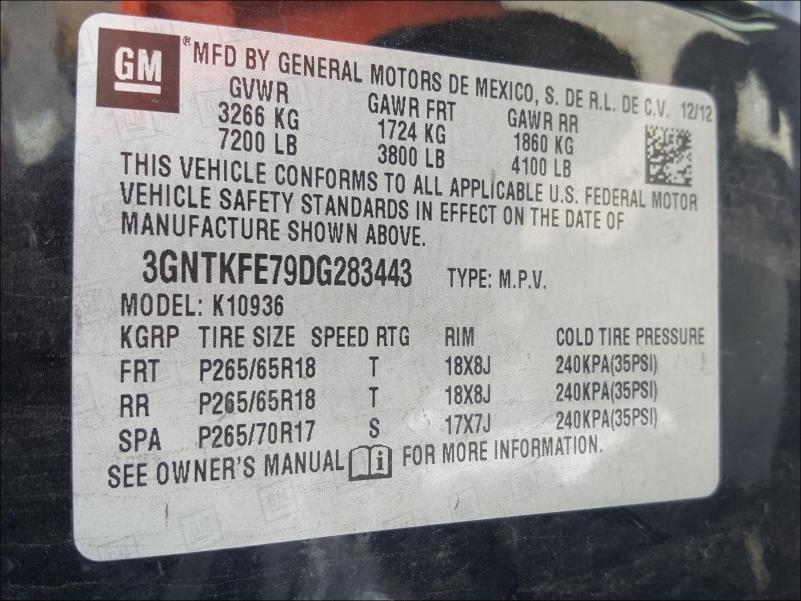 GM
® MFD BY GENERAL MOTORS DE MEXICO, S. DE R.L. DE C.V. 12/12
GVWR GAWR FRT GAWR RR
3266 KG 1724 KG 1860 KG
7200 LB 3800 LB 4100 LB
THIS VEHICLE CONFORMS TO ALL APPLICABLE U.S. FEDERAL MOTOR
VEHICLE SAFETY STANDARDS IN EFFECT ON THE DATE OF
MANUFACTURE SHOWN ABOVE.
3GNTKFE79DG283443 TYPE: M.P.V.
MODEL: K10936
KGRP TIRE SIZE SPEED RTG RIM COLD TIRE PRESSURE
FRT P265/65R18 T 18X8J 240KPA(35PSI)
RR P265/65R18 T 18X8J 240KPA(35PSI)
SPA P265/70R17 S 17X7J 240KPA(35PSI)
SEE OWNER'S MANUAL i FOR MORE INFORMATION.